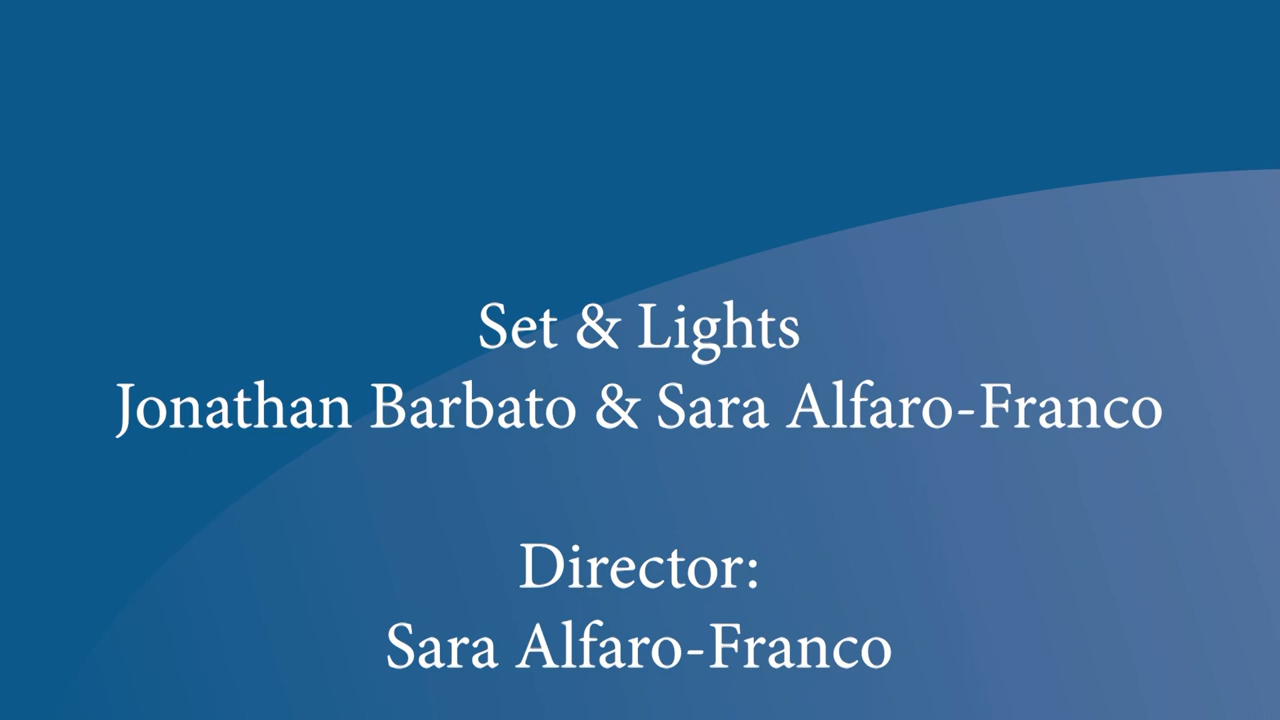 Set & Lights
Jonathan Barbato & Sara Alfaro-Franco
Director:
Sara Alfaro-Franco